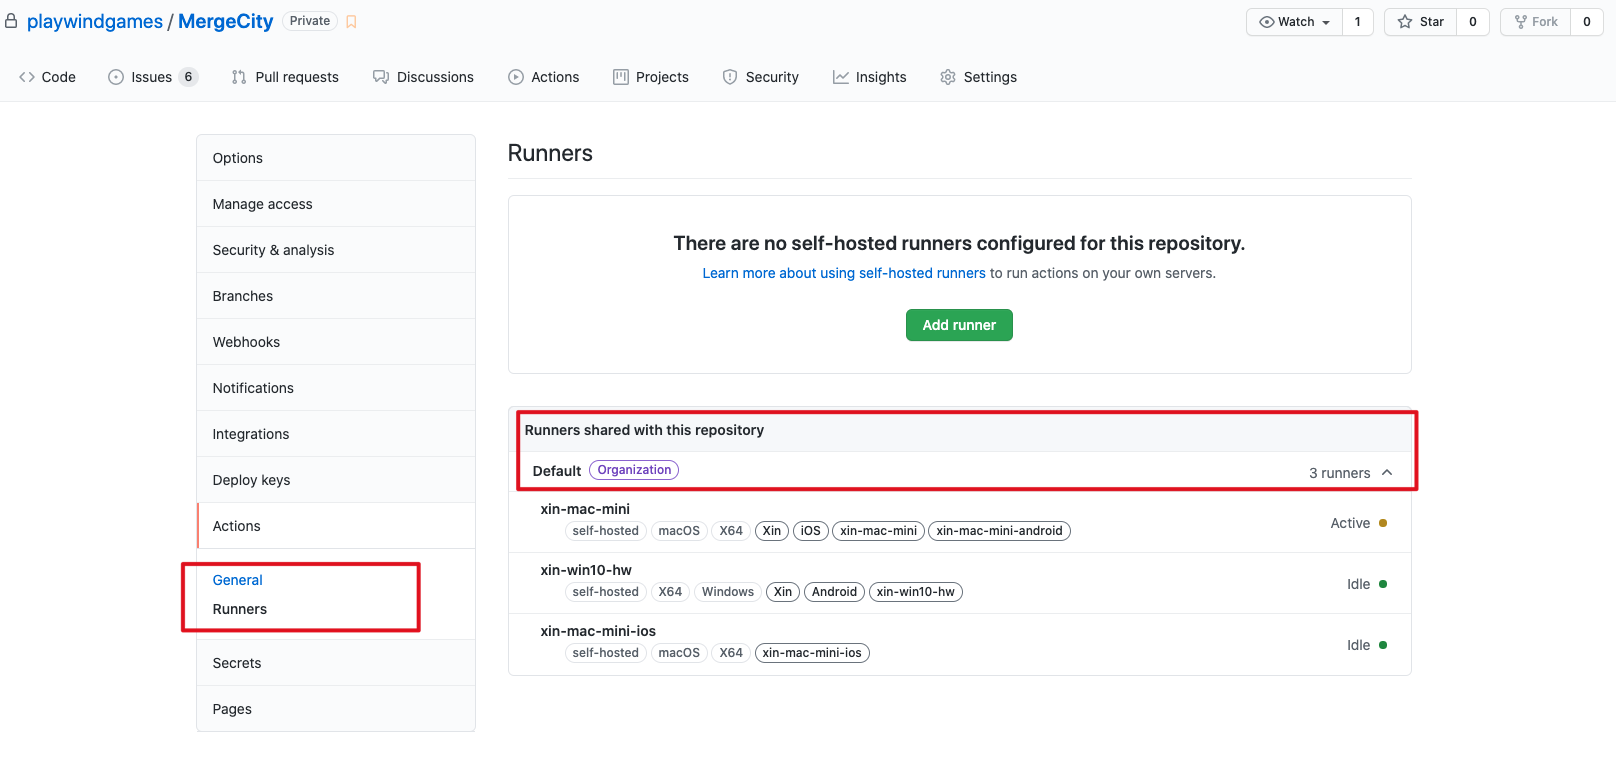 playwindgames / MergeCity Private
Watch 1 Star 0 Fork 0
Code Issues 6 Pull requests Discussions Actions Projects Security Insights Settings
Options
Manage access
Security & analysis
Branches
Webhooks
Notifications
Integrations
Deploy keys
Actions
General
Runners
Secrets
Pages
Runners
There are no self-hosted runners configured for this repository.
Learn more about using self-hosted runners to run actions on your own servers.
Add runner
Runners shared with this repository
Default Organization 3 runners
xin-mac-mini
self-hosted macOS X64 Xin iOS xin-mac-mini xin-mac-mini-android
Active
xin-win10-hw
self-hosted X64 Windows Xin Android xin-win10-hw
Idle
xin-mac-mini-ios
self-hosted macOS X64 xin-mac-mini-ios
Idle